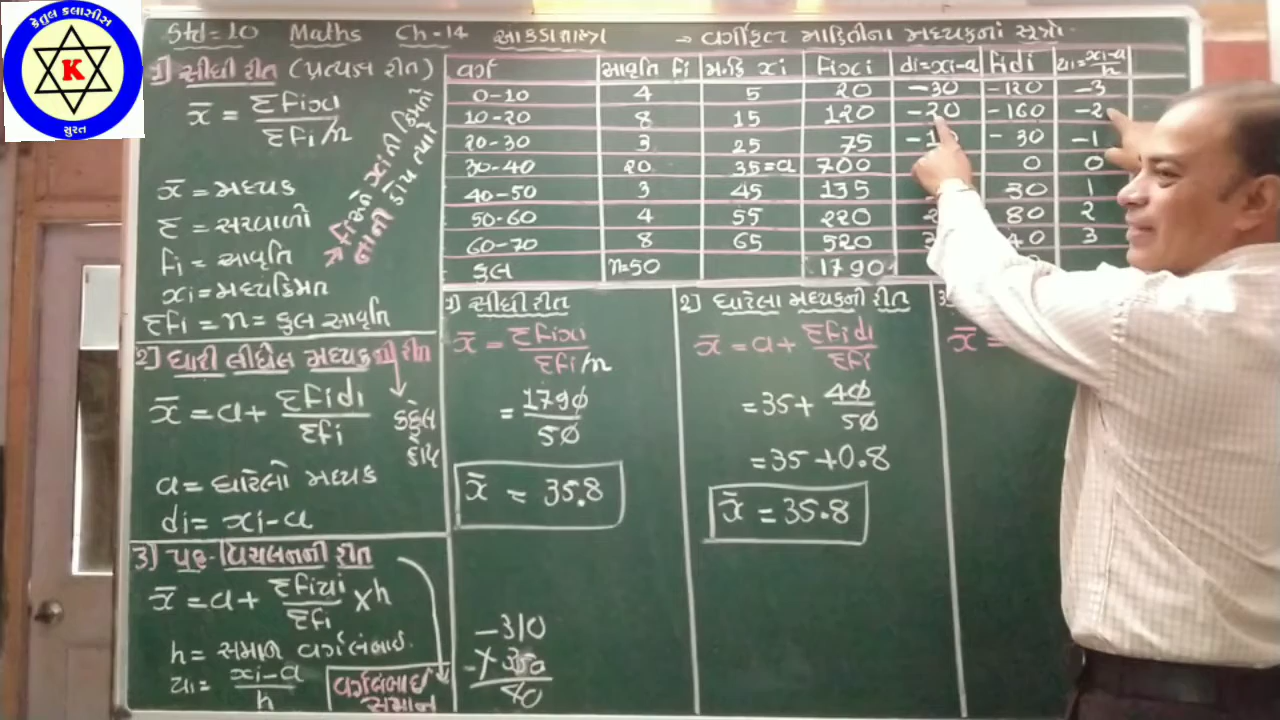 કેતુલ ક્લાસીસ
K
સુરત
Std=10 Maths Ch-14 આંકડાશાસ્ત્ર → વર્ગીકૃત માહિતીના મધ્યકનાં સૂત્રો
1) સીધી રીત (પ્રત્યક્ષ રીત)
x̄ = Σfixi / Σfi/n
x̄ = મધ્યક
Σ = સરવાળો
fi = આવૃત્તિ
xi = મધ્યકિંમત
Σfi = n = કુલ આવૃત્તિ
→ fi અને xi ની કિંમતો
નાની હોય ત્યારે
2] ધારી લીધેલ મધ્યકની રીત
x̄ = a + Σfidi / Σfi
a = ધારેલો મધ્યક
di = xi-a
3) પદ-વિચલનની રીત
x̄ = a + Σfiui / Σfi × h
h = સમાન વર્ગલંબાઈ.
ui = xi-a / h
વર્ગલંબાઈ
સમાન
વર્ગ આવૃત્તિ fi મ.કિં xi fixi di=xi-a fidi ui=xi-a/h
0-10 4 5 20 -30 -120 -3
10-20 8 15 120 -20 -160 -2
20-30 3 25 75 - 30 -1
30-40 20 35=a 700 0 0
40-50 3 45 135 30 1
50-60 4 55 220 80 2
60-70 8 65 520 3
કુલ n=50 1790
1) સીધી રીત
x̄ = Σfixi / Σfi/n
= 1790 / 50
x̄ = 35.8
-310
+ 350
40
2) ધારેલા મધ્યકની રીત
x̄ = a + Σfidi / Σfi
= 35 + 40 / 50
= 35 + 0.8
x̄ = 35.8
x̄ =